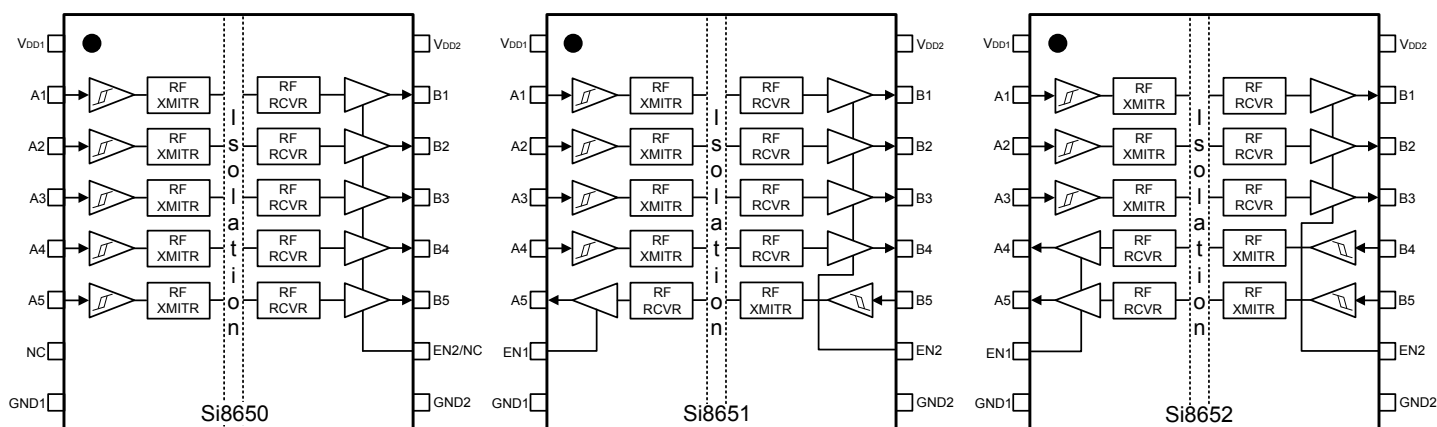 VDD1 VDD2
A1 RF XMITR RF RCVR B1
A2 RF XMITR RF RCVR B2
A3 RF XMITR RF RCVR B3
A4 RF XMITR RF RCVR B4
A5 RF XMITR RF RCVR B5
Isolation
NC EN2/NC
GND1 GND2
Si8650
VDD1 VDD2
A1 RF XMITR RF RCVR B1
A2 RF XMITR RF RCVR B2
A3 RF XMITR RF RCVR B3
A4 RF XMITR RF RCVR B4
A5 RF RCVR RF XMITR B5
Isolation
EN1 EN2
GND1 GND2
Si8651
VDD1 VDD2
A1 RF XMITR RF RCVR B1
A2 RF XMITR RF RCVR B2
A3 RF XMITR RF RCVR B3
A4 RF RCVR RF XMITR B4
A5 RF RCVR RF XMITR B5
Isolation
EN1 EN2
GND1 GND2
Si8652